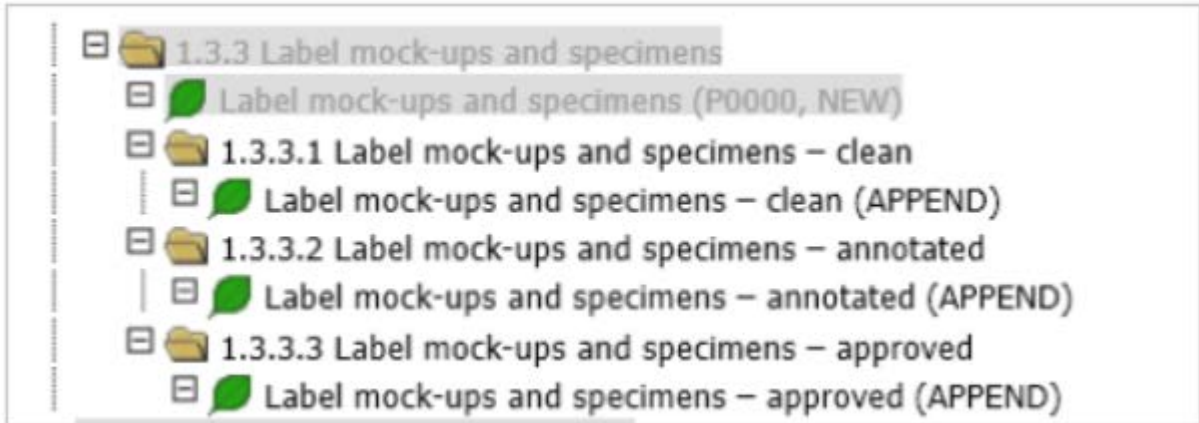 1.3.3 Label mock-ups and specimens
Label mock-ups and specimens (P0000, NEW)
1.3.3.1 Label mock-ups and specimens – clean
Label mock-ups and specimens – clean (APPEND)
1.3.3.2 Label mock-ups and specimens – annotated
Label mock-ups and specimens – annotated (APPEND)
1.3.3.3 Label mock-ups and specimens – approved
Label mock-ups and specimens – approved (APPEND)